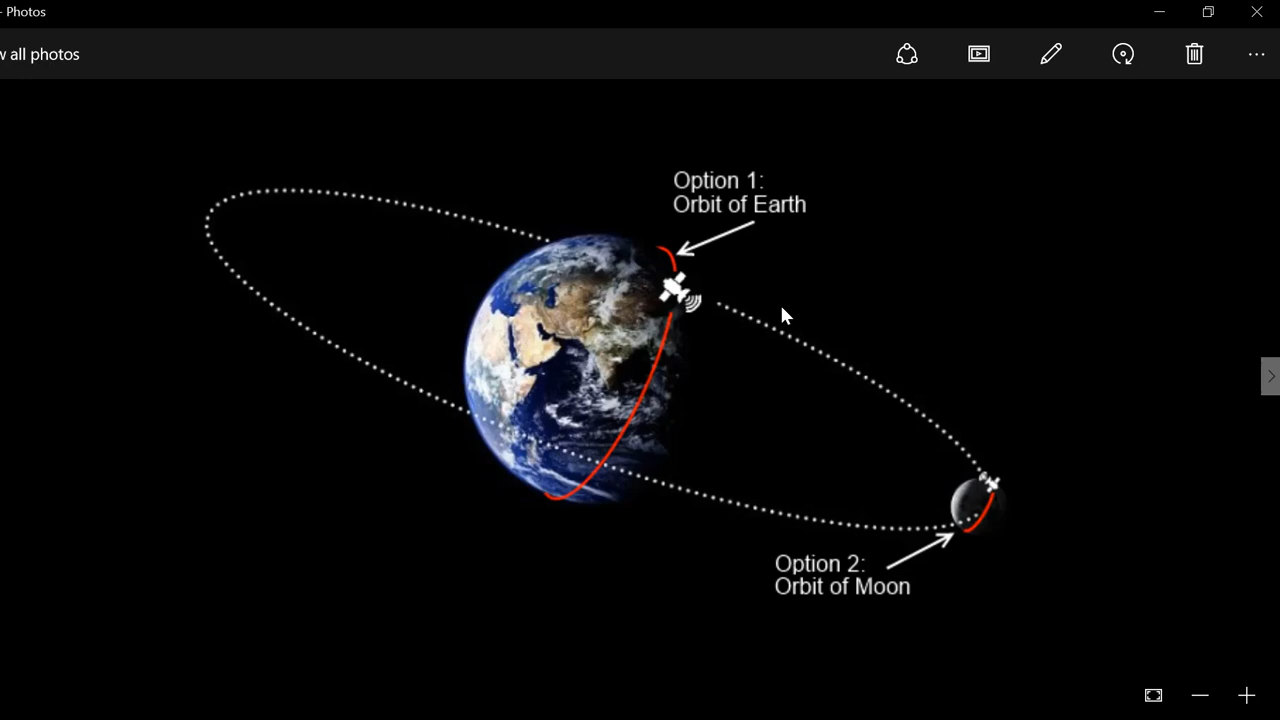 - Photos
w all photos
Option 1:
Orbit of Earth
Option 2:
Orbit of Moon